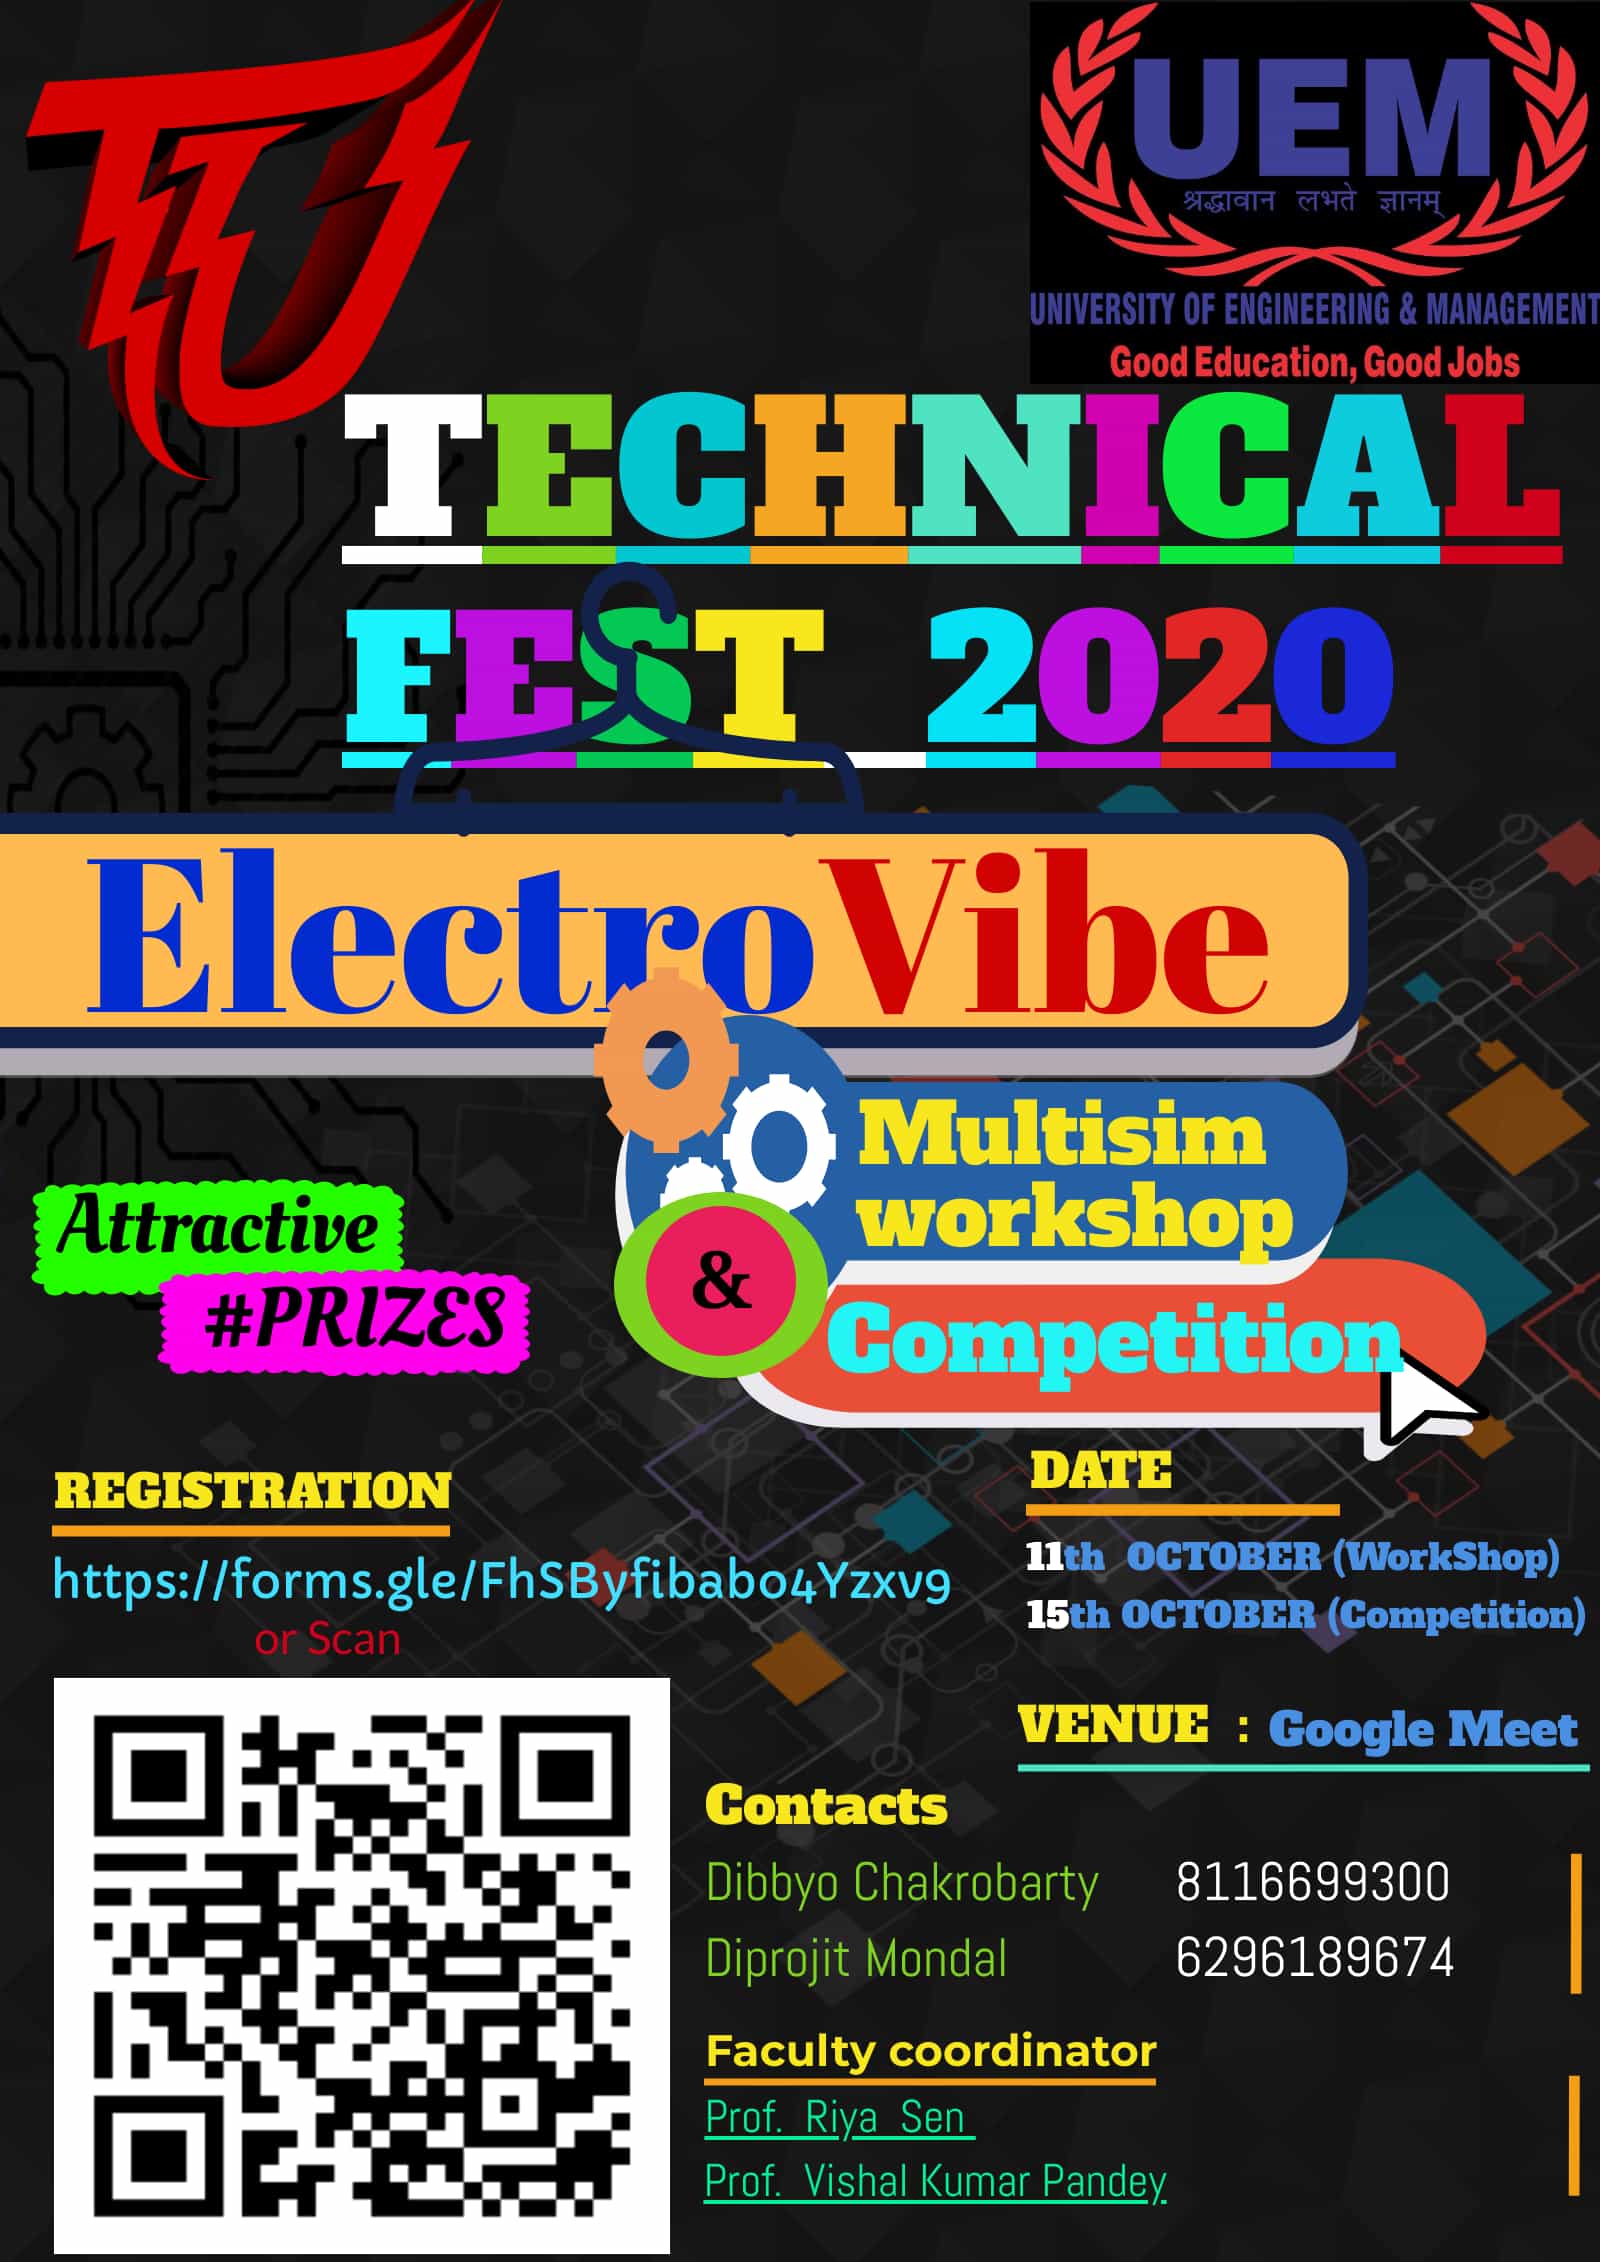 TU
UEM
श्रद्धावान लभते ज्ञानम्
UNIVERSITY OF ENGINEERING & MANAGEMENT
Good Education, Good Jobs
TECHNICAL
FEST 2020
ElectroVibe
Multisim
workshop
&
Competition
Attractive
#PRIZES
REGISTRATION
https://forms.gle/FhSByfibabo4Yzxv9
or Scan
DATE
11th OCTOBER (WorkShop)
15th OCTOBER (Competition)
VENUE : Google Meet
Contacts
Dibbyo Chakrobarty 8116699300
Diprojit Mondal 6296189674
Faculty coordinator
Prof. Riya Sen
Prof. Vishal Kumar Pandey